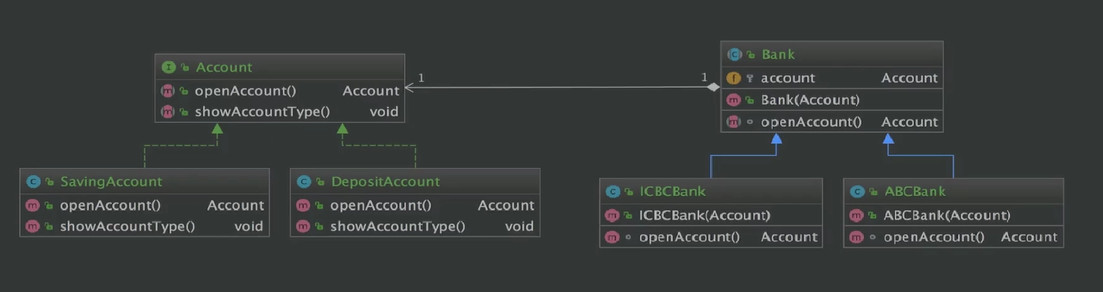 Account
openAccount() Account
showAccountType() void
1
1
Bank
account Account
Bank(Account)
openAccount() Account
SavingAccount
openAccount() Account
showAccountType() void
DepositAccount
openAccount() Account
showAccountType() void
ICBCBank
ICBCBank(Account)
openAccount() Account
ABCBank
ABCBank(Account)
openAccount() Account